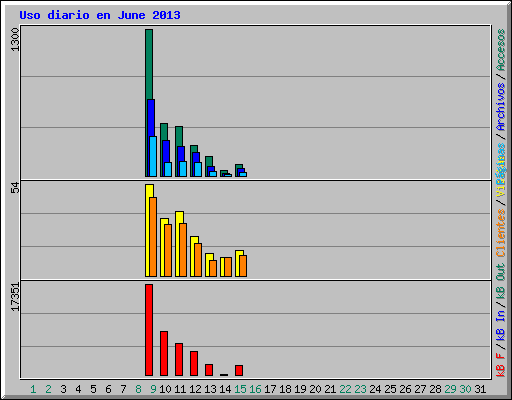 Uso diario en June 2013
1300
54
17351
kB F / kB In / kB Out Clientes / Páginas / Archivos / Accesos
1 2 3 4 5 6 7 8 9 10 11 12 13 14 15 16 17 18 19 20 21 22 23 24 25 26 27 28 29 30 31